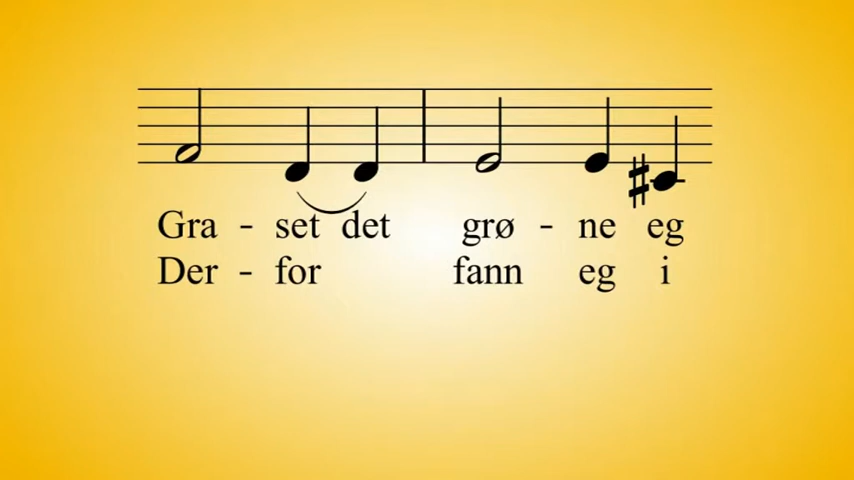 Gra - set det grø - ne eg
Der - for fann eg i